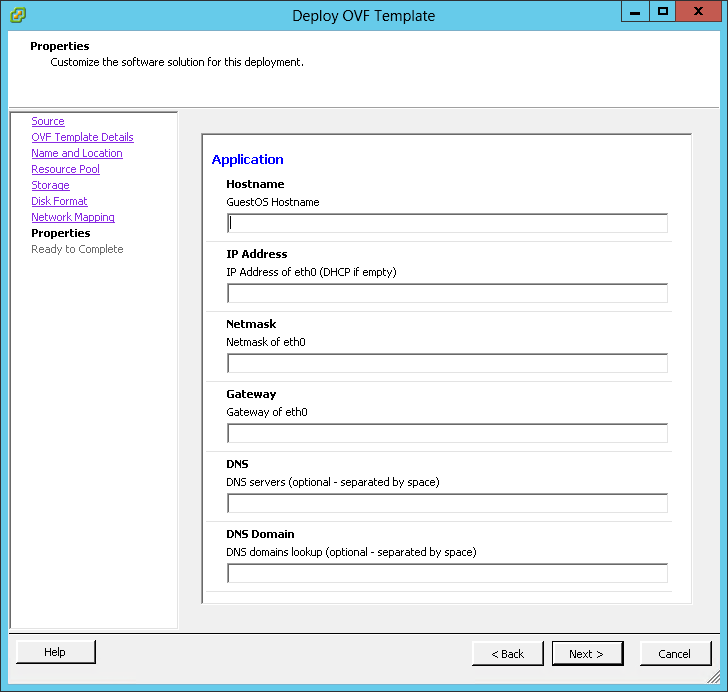 Deploy OVF Template
Properties
Customize the software solution for this deployment.
Source
OVF Template Details
Name and Location
Resource Pool
Storage
Disk Format
Network Mapping
Properties
Ready to Complete
Application
Hostname
GuestOS Hostname
IP Address
IP Address of eth0 (DHCP if empty)
Netmask
Netmask of eth0
Gateway
Gateway of eth0
DNS
DNS servers (optional - separated by space)
DNS Domain
DNS domains lookup (optional - separated by space)
Help
< Back
Next >
Cancel